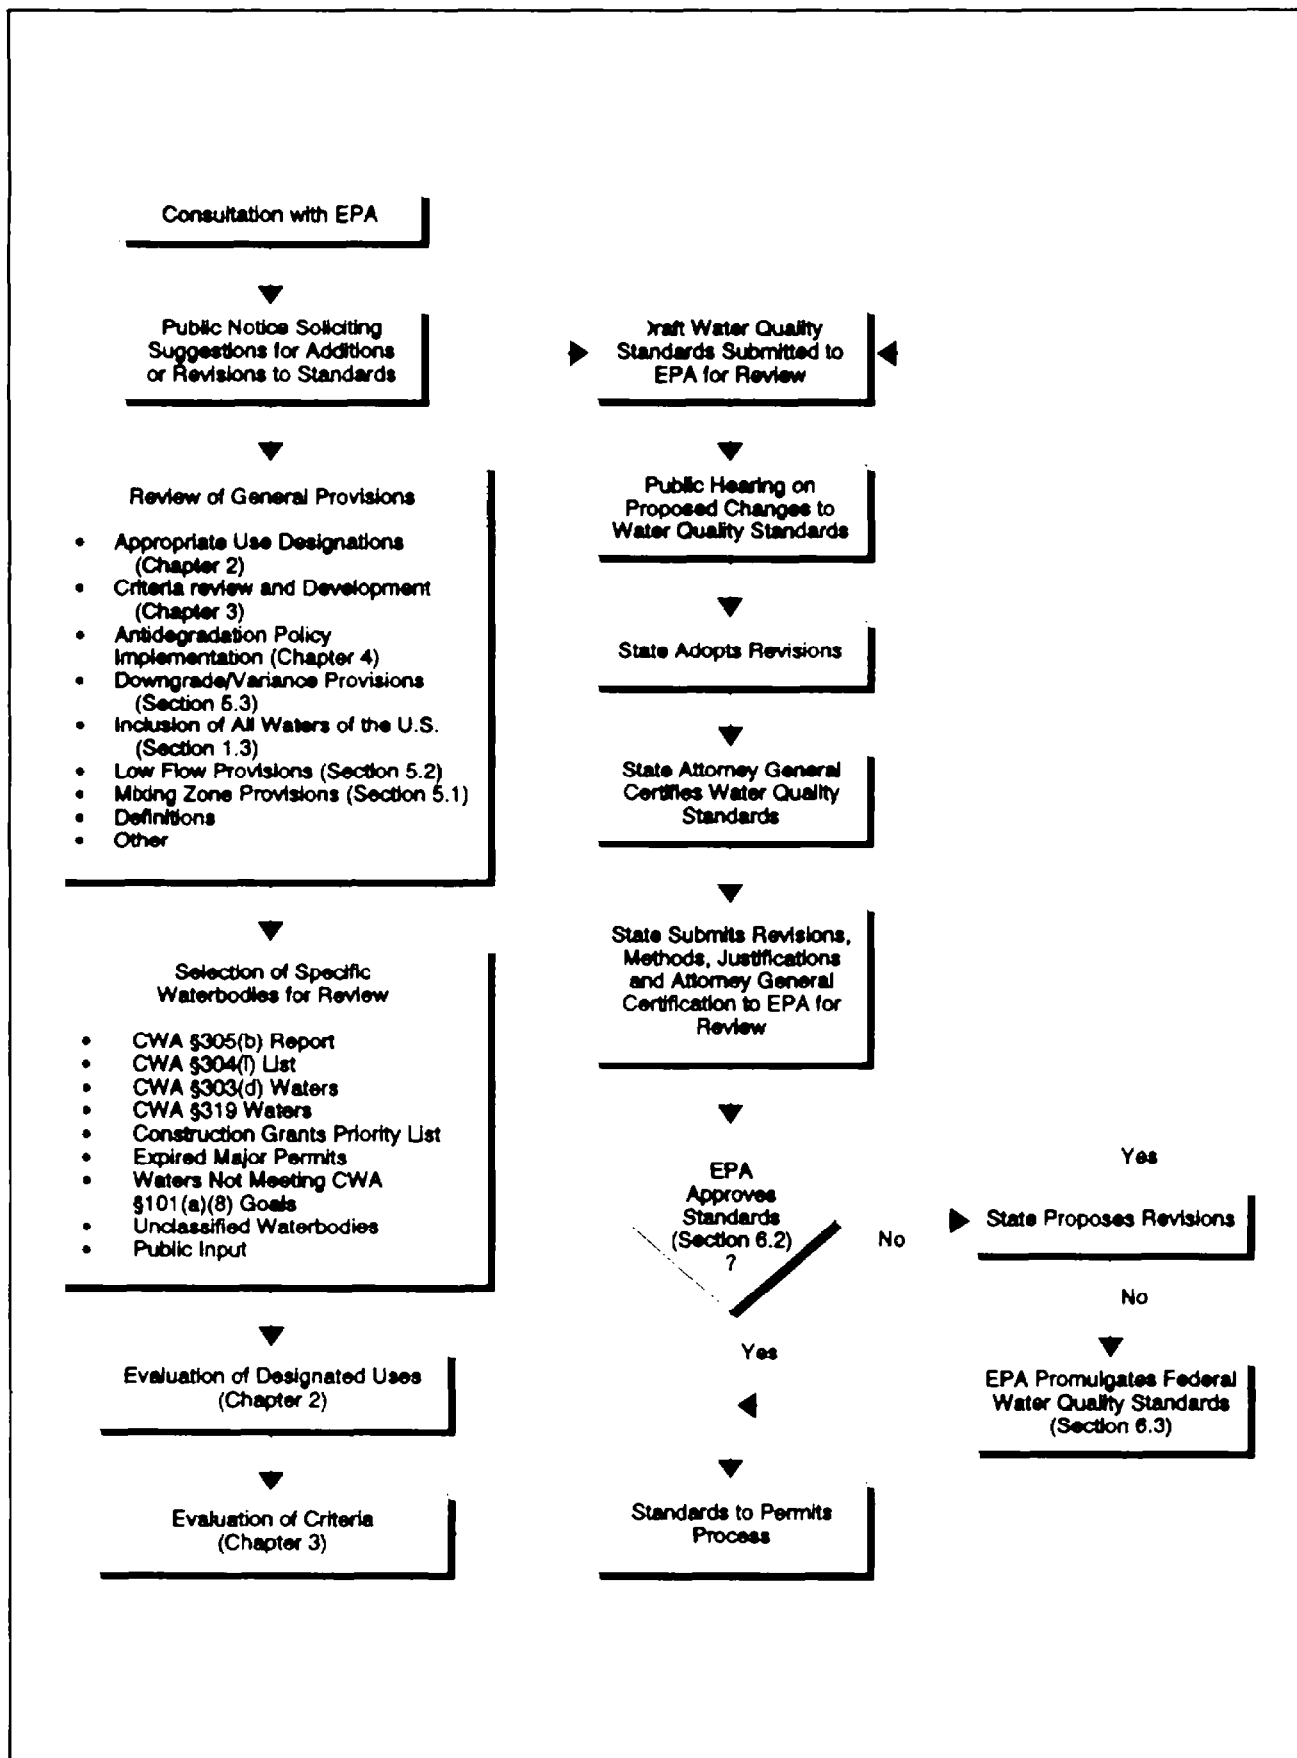 Consultation with EPA
Public Notice Soliciting
Suggestions for Additions
or Revisions to Standards
Review of General Provisions
• Appropriate Use Designations
(Chapter 2)
• Criteria review and Development
(Chapter 3)
• Antidegradation Policy
Implementation (Chapter 4)
• Downgrade/Variance Provisions
(Section 5.3)
• Inclusion of All Waters of the U.S.
(Section 1.3)
• Low Flow Provisions (Section 5.2)
• Mixing Zone Provisions (Section 5.1)
• Definitions
• Other
Selection of Specific
Waterbodies for Review
• CWA §305(b) Report
• CWA §304(l) List
• CWA §303(d) Waters
• CWA §319 Waters
• Construction Grants Priority List
• Expired Major Permits
• Waters Not Meeting CWA
§101(a)(8) Goals
• Unclassified Waterbodies
• Public Input
Evaluation of Designated Uses
(Chapter 2)
Evaluation of Criteria
(Chapter 3)
Draft Water Quality
Standards Submitted to
EPA for Review
Public Hearing on
Proposed Changes to
Water Quality Standards
State Adopts Revisions
State Attorney General
Certifies Water Quality
Standards
State Submits Revisions,
Methods, Justifications
and Attorney General
Certification to EPA for
Review
EPA
Approves
Standards
(Section 6.2)
?
No
Yes
Standards to Permits
Process
Yes
State Proposes Revisions
No
EPA Promulgates Federal
Water Quality Standards
(Section 6.3)